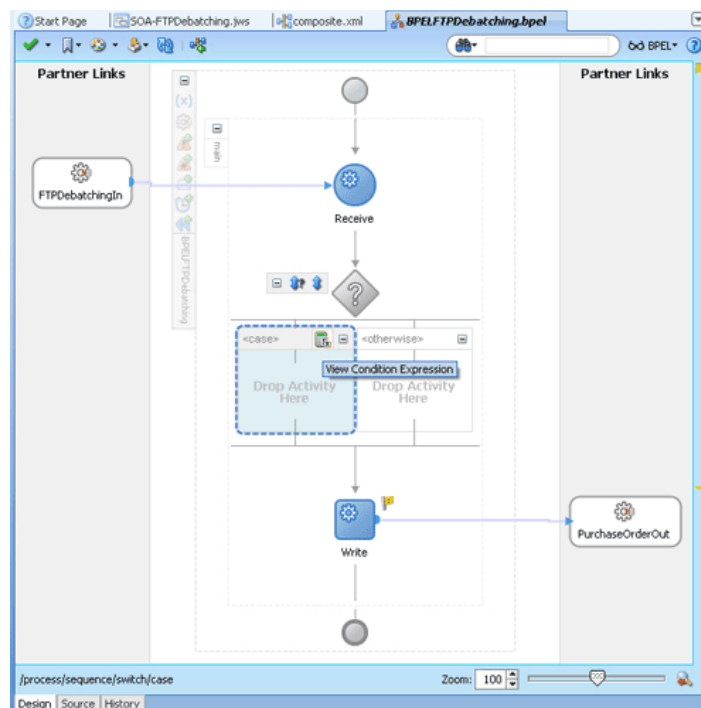 Start Page
SOA-FTPDebatching.jws
composite.xml
BPELFTPDebatching.bpel
BPEL
Partner Links
Partner Links
(x)
main
FTPDebatchingIn
Receive
BPELFTPDebatching
<case>
<otherwise>
View Condition Expression
Drop Activity
Here
Drop Activity
Here
Write
PurchaseOrderOut
/process/sequence/switch/case
Zoom: 100
Design Source History